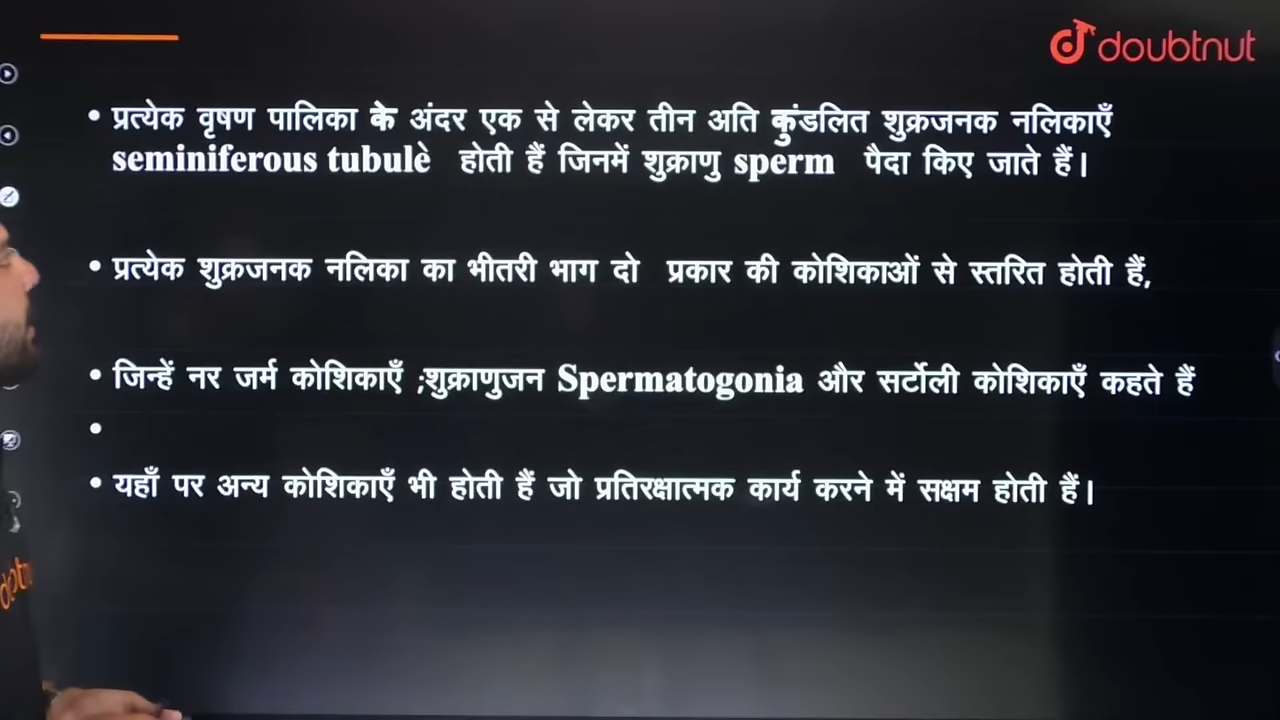 doubtnut
• प्रत्येक वृषण पालिका के अंदर एक से लेकर तीन अति कुंडलित शुक्रजनक नलिकाएँ
seminiferous tubulè होती हैं जिनमें शुक्राणु sperm पैदा किए जाते हैं।
• प्रत्येक शुक्रजनक नलिका का भीतरी भाग दो प्रकार की कोशिकाओं से स्तरित होती हैं,
• जिन्हें नर जर्म कोशिकाएँ ;शुक्राणुजन Spermatogonia और सर्टोली कोशिकाएँ कहते हैं
•
• यहाँ पर अन्य कोशिकाएँ भी होती हैं जो प्रतिरक्षात्मक कार्य करने में सक्षम होती हैं।